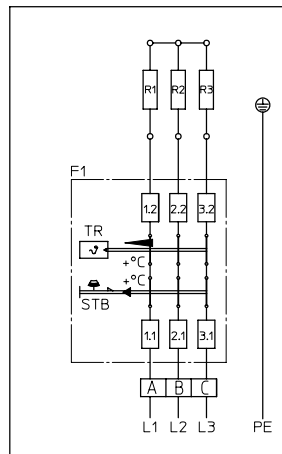 R1 R2 R3
F1
1.2 2.2 3.2
TR
ϑ
+°C
+°C
STB
1.1 2.1 3.1
A B C
L1 L2 L3 PE